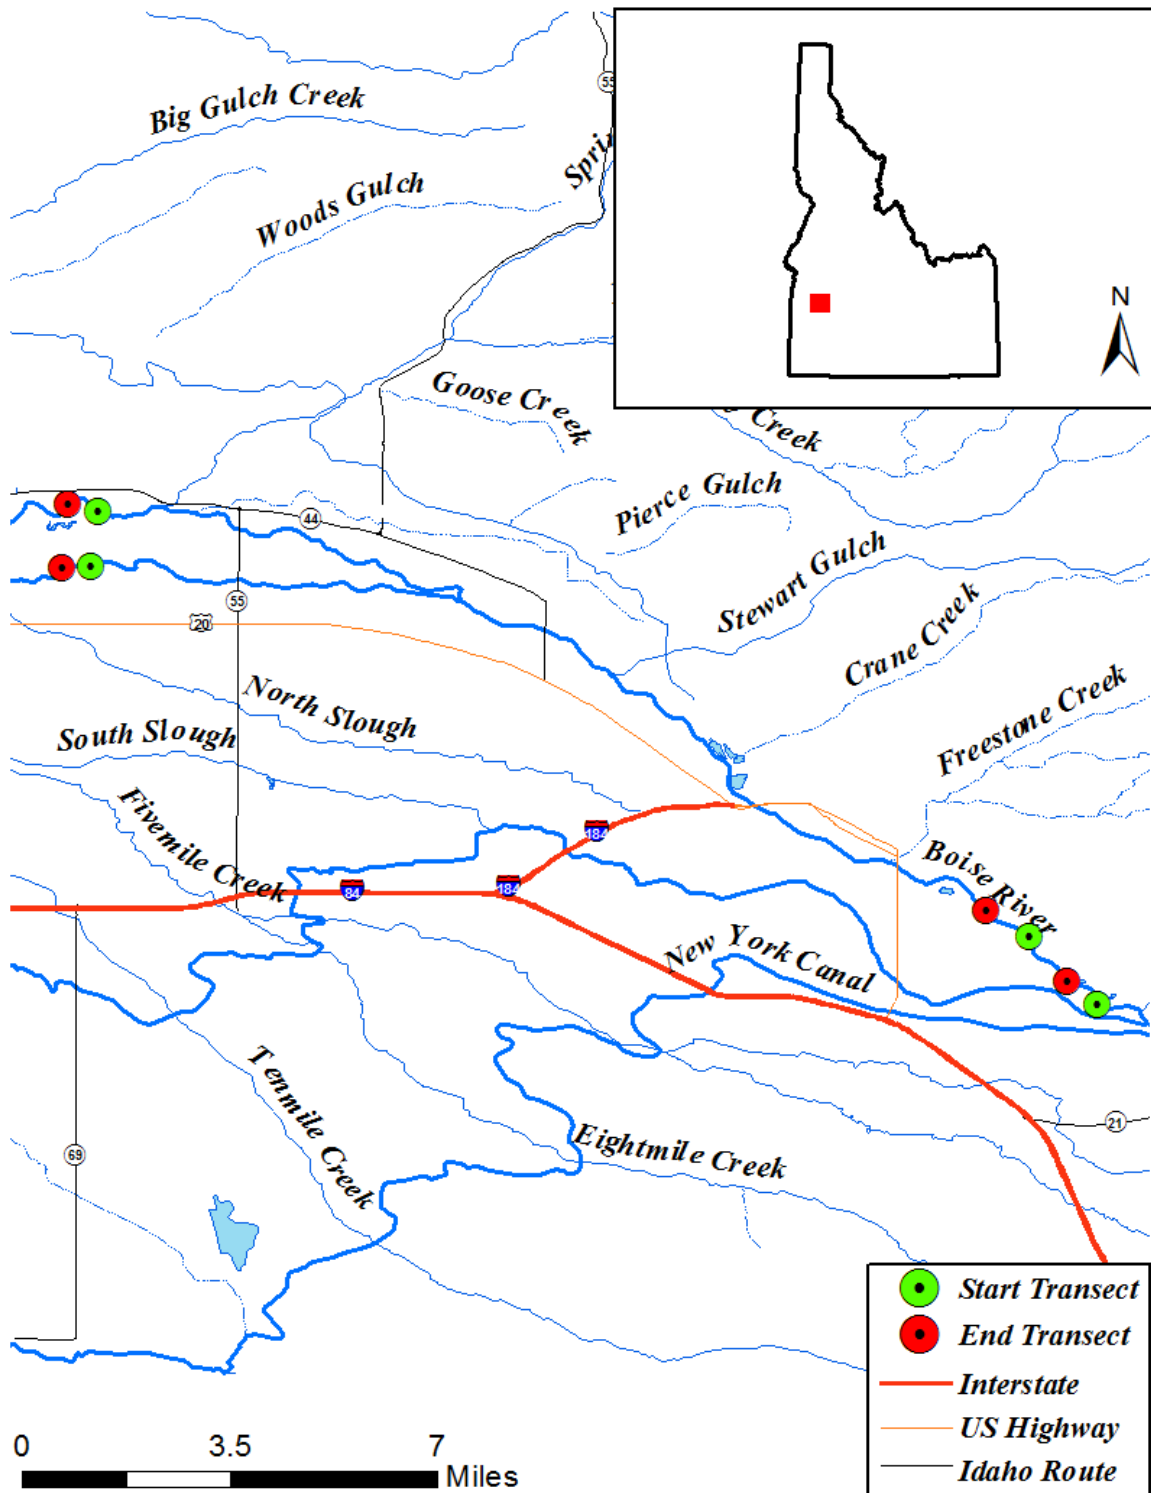 55
Big Gulch Creek
Woods Gulch
N
Goose Creek
Creek
Pierce Gulch
44
Stewart Gulch
55
20
Crane Creek
North Slough
South Slough
Freestone Creek
Fivemile Creek
184
Boise River
84
184
New York Canal
Tenmile Creek
21
Eightmile Creek
69
Start Transect
End Transect
Interstate
US Highway
Idaho Route
0 3.5 7
Miles